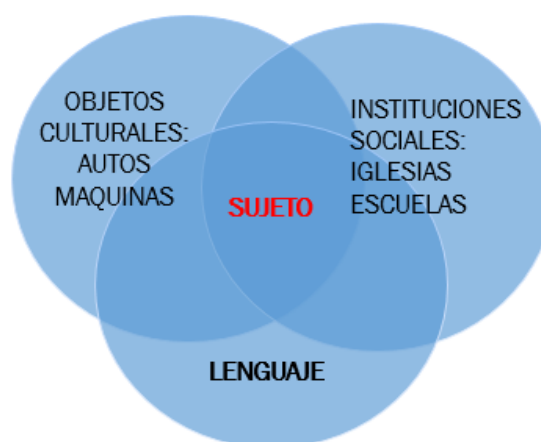 OBJETOS
CULTURALES:
AUTOS
MAQUINAS
INSTITUCIONES
SOCIALES:
IGLESIAS
ESCUELAS
SUJETO
LENGUAJE